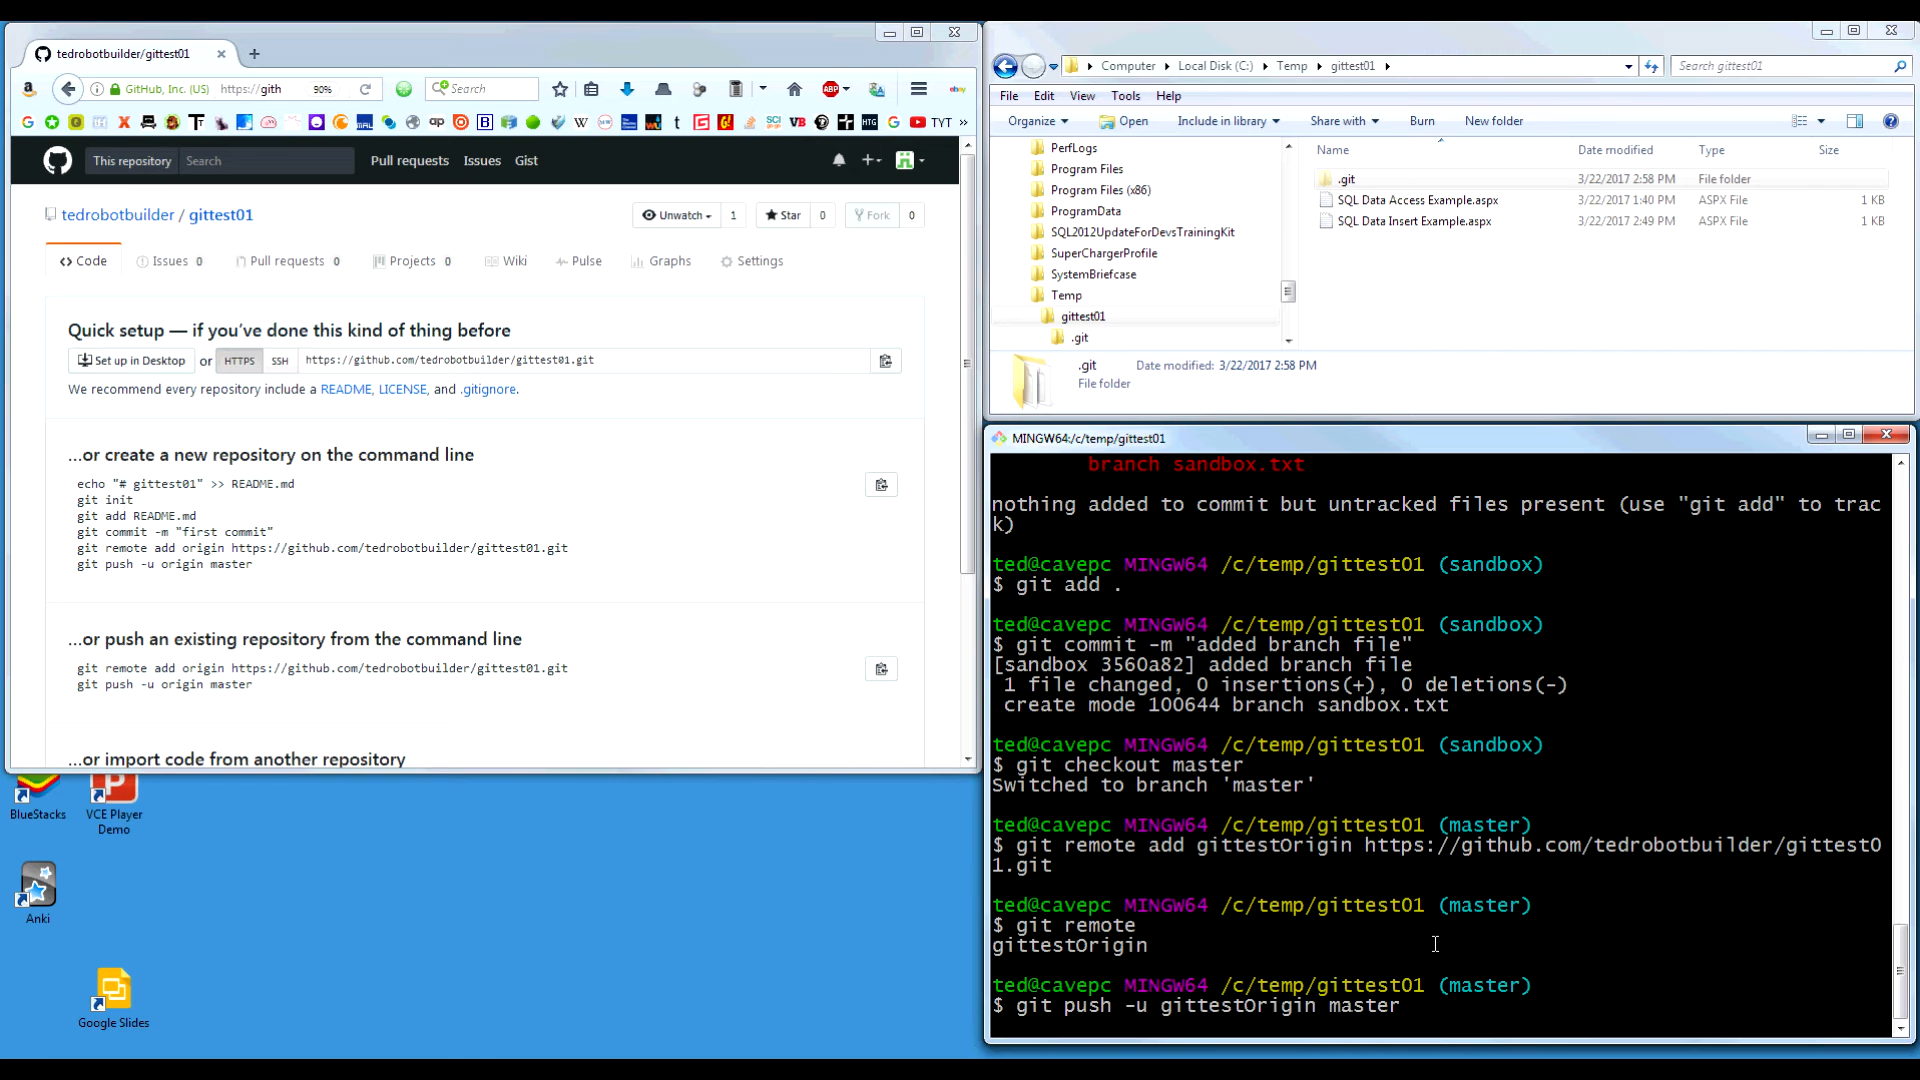 tedrobotbuilder/gittest01
GitHub, Inc. (US) https://gith 90% Search
TYT
This repository Search Pull requests Issues Gist
tedrobotbuilder / gittest01
Unwatch 1 Star 0 Fork 0
Code Issues 0 Pull requests 0 Projects 0 Wiki Pulse Graphs Settings
Quick setup — if you've done this kind of thing before
Set up in Desktop or HTTPS SSH https://github.com/tedrobotbuilder/gittest01.git
We recommend every repository include a README, LICENSE, and .gitignore.
...or create a new repository on the command line
echo "# gittest01" >> README.md
git init
git add README.md
git commit -m "first commit"
git remote add origin https://github.com/tedrobotbuilder/gittest01.git
git push -u origin master
...or push an existing repository from the command line
git remote add origin https://github.com/tedrobotbuilder/gittest01.git
git push -u origin master
...or import code from another repository
BlueStacks
VCE Player
Demo
Anki
Google Slides
Computer Local Disk (C:) Temp gittest01 Search gittest01
File Edit View Tools Help
Organize Open Include in library Share with Burn New folder
PerfLogs
Program Files
Program Files (x86)
ProgramData
SQL2012UpdateForDevsTrainingKit
SuperChargerProfile
SystemBriefcase
Temp
gittest01
.git
Name Date modified Type Size
.git 3/22/2017 2:58 PM File folder
SQL Data Access Example.aspx 3/22/2017 1:40 PM ASPX File 1 KB
SQL Data Insert Example.aspx 3/22/2017 2:49 PM ASPX File 1 KB
.git Date modified: 3/22/2017 2:58 PM
File folder
MINGW64:/c/temp/gittest01
branch sandbox.txt
nothing added to commit but untracked files present (use "git add" to trac
k)
ted@cavepc MINGW64 /c/temp/gittest01 (sandbox)
$ git add .
ted@cavepc MINGW64 /c/temp/gittest01 (sandbox)
$ git commit -m "added branch file"
[sandbox 3560a82] added branch file
1 file changed, 0 insertions(+), 0 deletions(-)
create mode 100644 branch sandbox.txt
ted@cavepc MINGW64 /c/temp/gittest01 (sandbox)
$ git checkout master
Switched to branch 'master'
ted@cavepc MINGW64 /c/temp/gittest01 (master)
$ git remote add gittestOrigin https://github.com/tedrobotbuilder/gittest0
1.git
ted@cavepc MINGW64 /c/temp/gittest01 (master)
$ git remote
gittestOrigin
ted@cavepc MINGW64 /c/temp/gittest01 (master)
$ git push -u gittestOrigin master